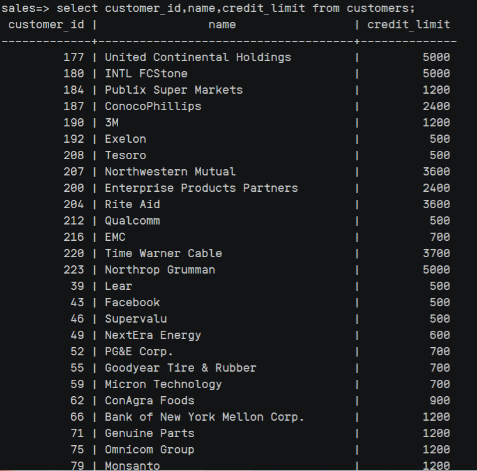 sales=> select customer_id,name,credit_limit from customers;
 customer_id |                 name                  | credit_limit
-------------+---------------------------------------+--------------
         177 | United Continental Holdings           |         5000
         180 | INTL FCStone                          |         5000
         184 | Publix Super Markets                  |         1200
         187 | ConocoPhillips                        |         2400
         190 | 3M                                    |         1200
         192 | Exelon                                |          500
         208 | Tesoro                                |          500
         207 | Northwestern Mutual                   |         3600
         200 | Enterprise Products Partners          |         2400
         204 | Rite Aid                              |         3600
         212 | Qualcomm                              |          500
         216 | EMC                                   |          700
         220 | Time Warner Cable                     |         3700
         223 | Northrop Grumman                      |         5000
          39 | Lear                                  |          500
          43 | Facebook                              |          500
          46 | Supervalu                             |          500
          49 | NextEra Energy                        |          600
          52 | PG&E Corp.                            |          700
          55 | Goodyear Tire & Rubber                |          700
          59 | Micron Technology                     |          700
          62 | ConAgra Foods                         |          900
          66 | Bank of New York Mellon Corp.         |         1200
          71 | Genuine Parts                         |         1200
          75 | Omnicom Group                         |         1200
          79 | Monsanto                              |         1200